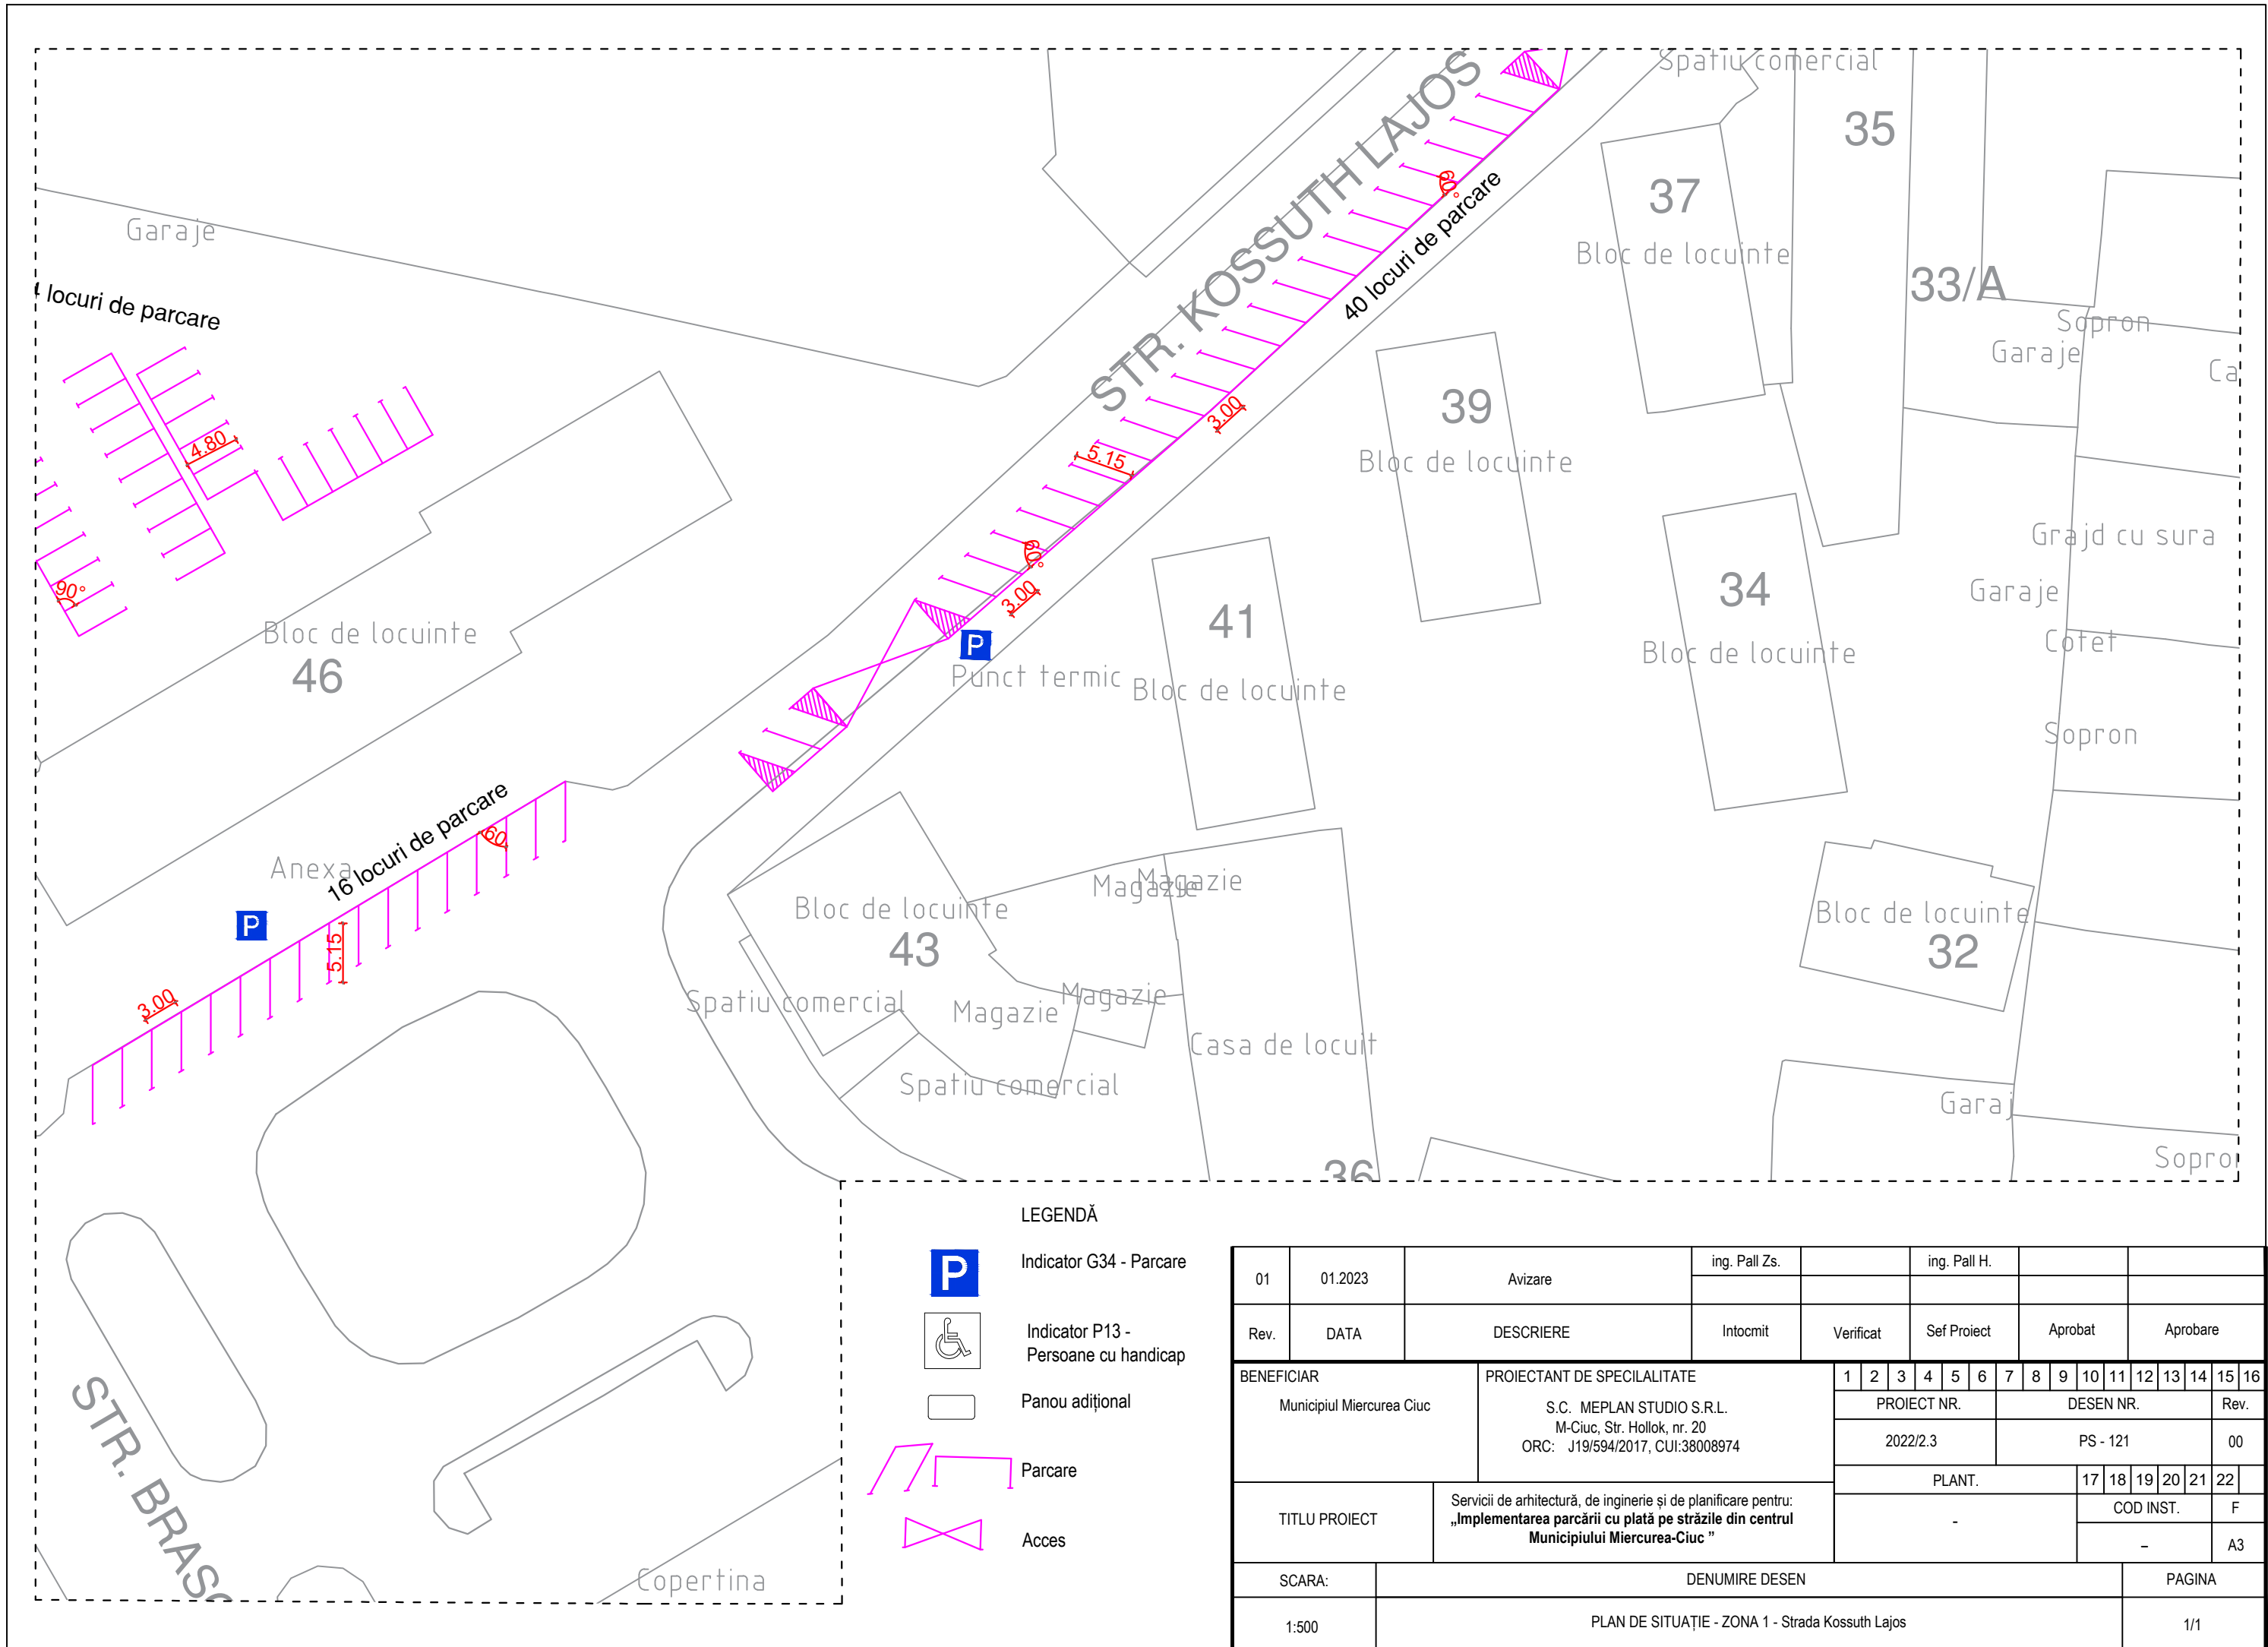 Spatiu comercial
35
STR. KOSSUTH LAJOS
37
60°
40 locuri de parcare
Garaje
Bloc de locuinte
33/A
locuri de parcare
Sopron
Garaje
Ca
3.00
39
4.80
5.15
Bloc de locuinte
Grajd cu sura
60°
90°
3.00
34
Garaje
41
P
Bloc de locuinte
46
Punct termic
Bloc de locuinte
Bloc de locuinte
Cotet
Sopron
16 locuri de parcare
60
Anexa
P
5.15
3.00
Magazie
Magazie
Bloc de locuinte
43
Bloc de locuinte
32
Spatiu comercial
Magazie
Magazie
Casa de locuit
Spatiu comercial
Garaj
Sopron
36
STR. BRASO
Copertina
LEGENDĂ
P
Indicator G34 - Parcare
Indicator P13 -
Persoane cu handicap
Panou adițional
Parcare
Acces
01 01.2023 Avizare ing. Pall Zs. ing. Pall H.
Rev. DATA DESCRIERE Intocmit Verificat Sef Proiect Aprobat Aprobare
BENEFICIAR
Municipiul Miercurea Ciuc
PROIECTANT DE SPECILALITATE
S.C. MEPLAN STUDIO S.R.L.
M-Ciuc, Str. Hollok, nr. 20
ORC: J19/594/2017, CUI:38008974
1 2 3 4 5 6 7 8 9 10 11 12 13 14 15 16
PROIECT NR. DESEN NR. Rev.
2022/2.3 PS - 121 00
PLANT. 17 18 19 20 21 22
- COD INST. F
– A3
TITLU PROIECT
Servicii de arhitectură, de inginerie și de planificare pentru:
„Implementarea parcării cu plată pe străzile din centrul
Municipiului Miercurea-Ciuc ”
SCARA: DENUMIRE DESEN PAGINA
1:500 PLAN DE SITUAȚIE - ZONA 1 - Strada Kossuth Lajos 1/1